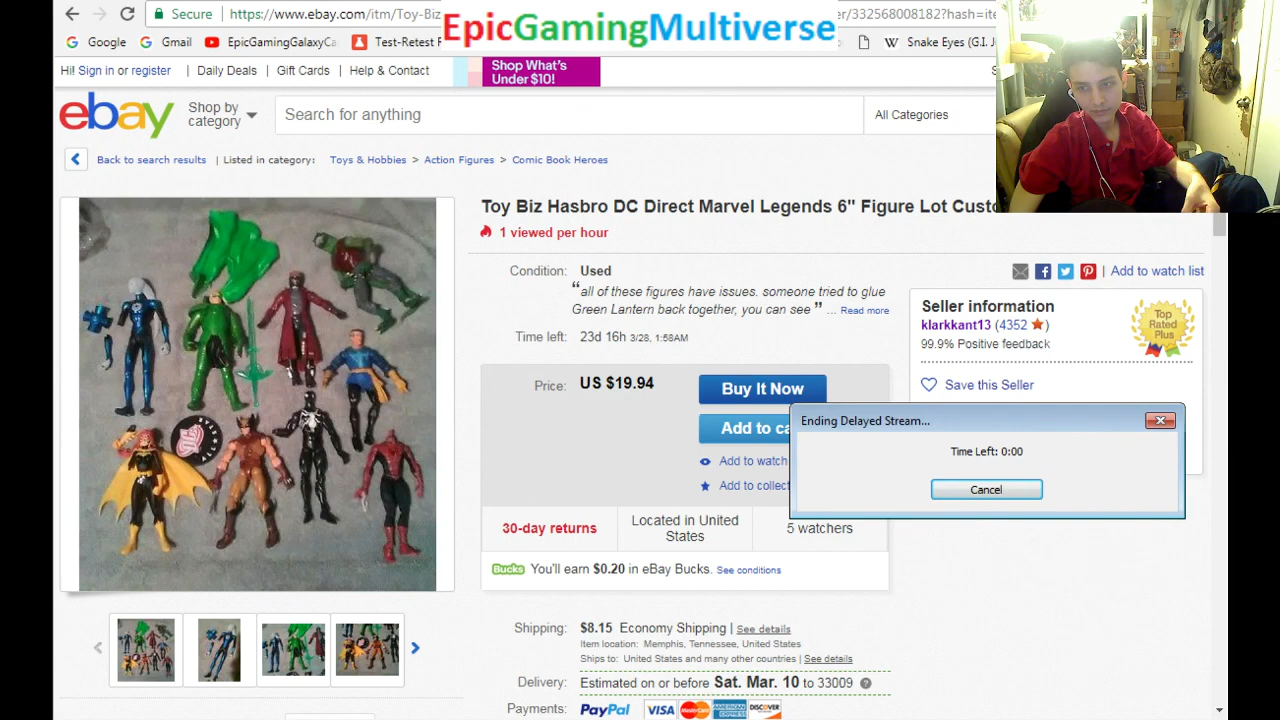 Secure
https://www.ebay.com/itm/Toy-Biz
er/332568008182?hash=ite
EpicGamingMultiverse
Google
Gmail
EpicGamingGalaxyCa
Test-Retest R
Snake Eyes (G.I. J
Hi! Sign in or register
Daily Deals
Gift Cards
Help & Contact
Shop What's
Under $10!
S
ebay
Shop by
category
Search for anything
All Categories
Back to search results
Listed in category:
Toys & Hobbies > Action Figures > Comic Book Heroes
Toy Biz Hasbro DC Direct Marvel Legends 6" Figure Lot Custo
1 viewed per hour
Condition: Used
“all of these figures have issues. someone tried to glue
Green Lantern back together, you can see ” ... Read more
Time left: 23d 16h 3/28, 1:58AM
Add to watch list
Seller information
klarkkant13 (4352 )
99.9% Positive feedback
Top
Rated
Plus
Save this Seller
Price: US $19.94
Buy It Now
Add to ca
Add to watch
Add to collect
Ending Delayed Stream...
Time Left: 0:00
Cancel
30-day returns
Located in United
States
5 watchers
Bucks You'll earn $0.20 in eBay Bucks. See conditions
Shipping: $8.15 Economy Shipping | See details
Item location: Memphis, Tennessee, United States
Ships to: United States and many other countries | See details
Delivery: Estimated on or before Sat. Mar. 10 to 33009
Payments: PayPal VISA MasterCard AMERICAN EXPRESS DISCOVER